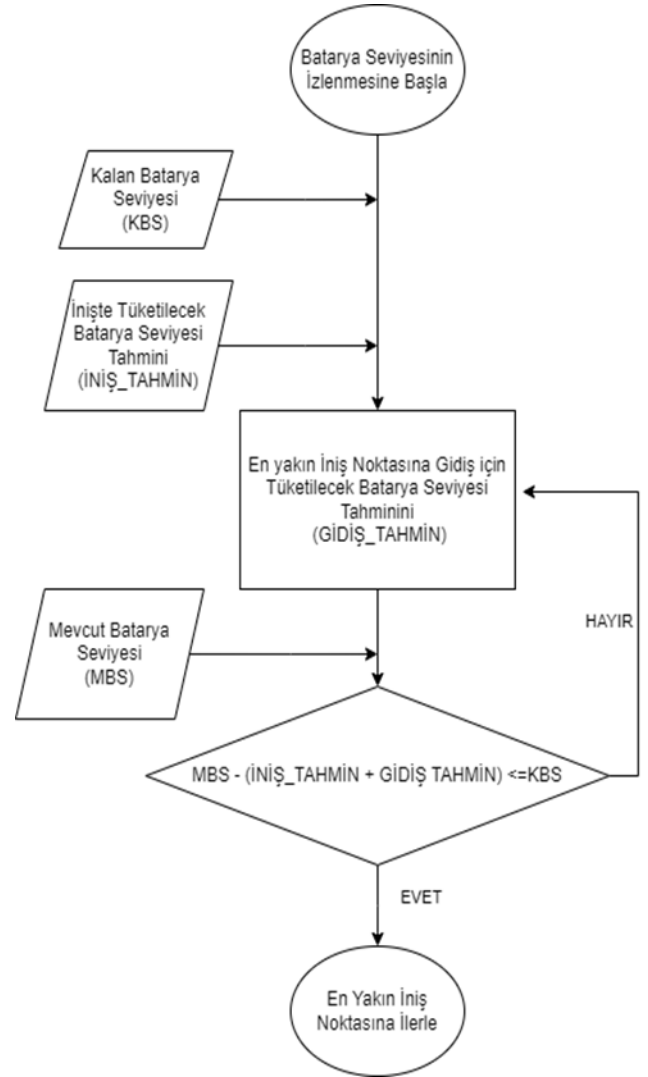 Batarya Seviyesinin
İzlenmesine Başla
Kalan Batarya
Seviyesi
(KBS)
İnişte Tüketilecek
Batarya Seviyesi
Tahmini
(İNİŞ_TAHMİN)
En yakın İniş Noktasına Gidiş için
Tüketilecek Batarya Seviyesi
Tahminini
(GİDİŞ_TAHMİN)
Mevcut Batarya
Seviyesi
(MBS)
HAYIR
MBS - (İNİŞ_TAHMİN + GİDİŞ TAHMİN) <=KBS
EVET
En Yakın İniş
Noktasına İlerle